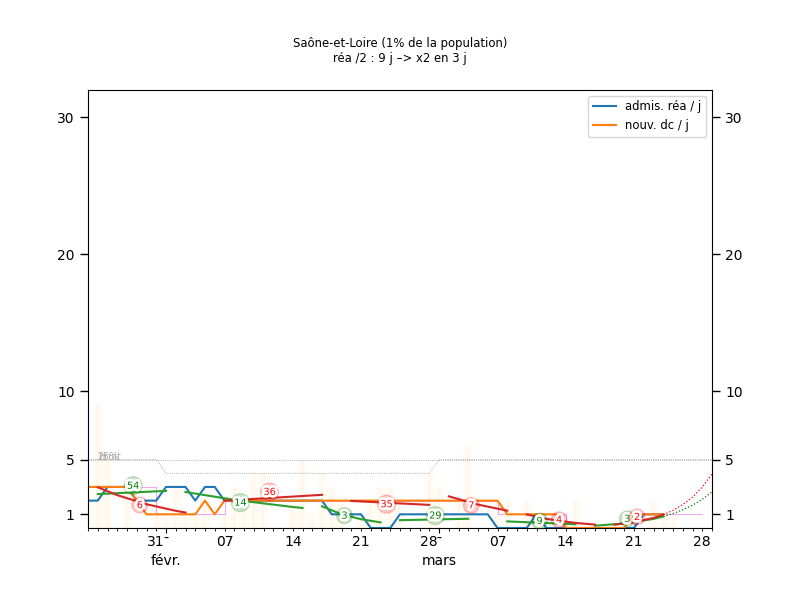 Saône-et-Loire (1% de la population)
réa /2 : 9 j –> x2 en 3 j
admis. réa / j
nouv. dc / j
30 30
20 20
10 10
5 5
1 1
54
6
14
36
3
35
29
7
9
4
3
2
31 07 14 21 28 07 14 21 28
févr. mars